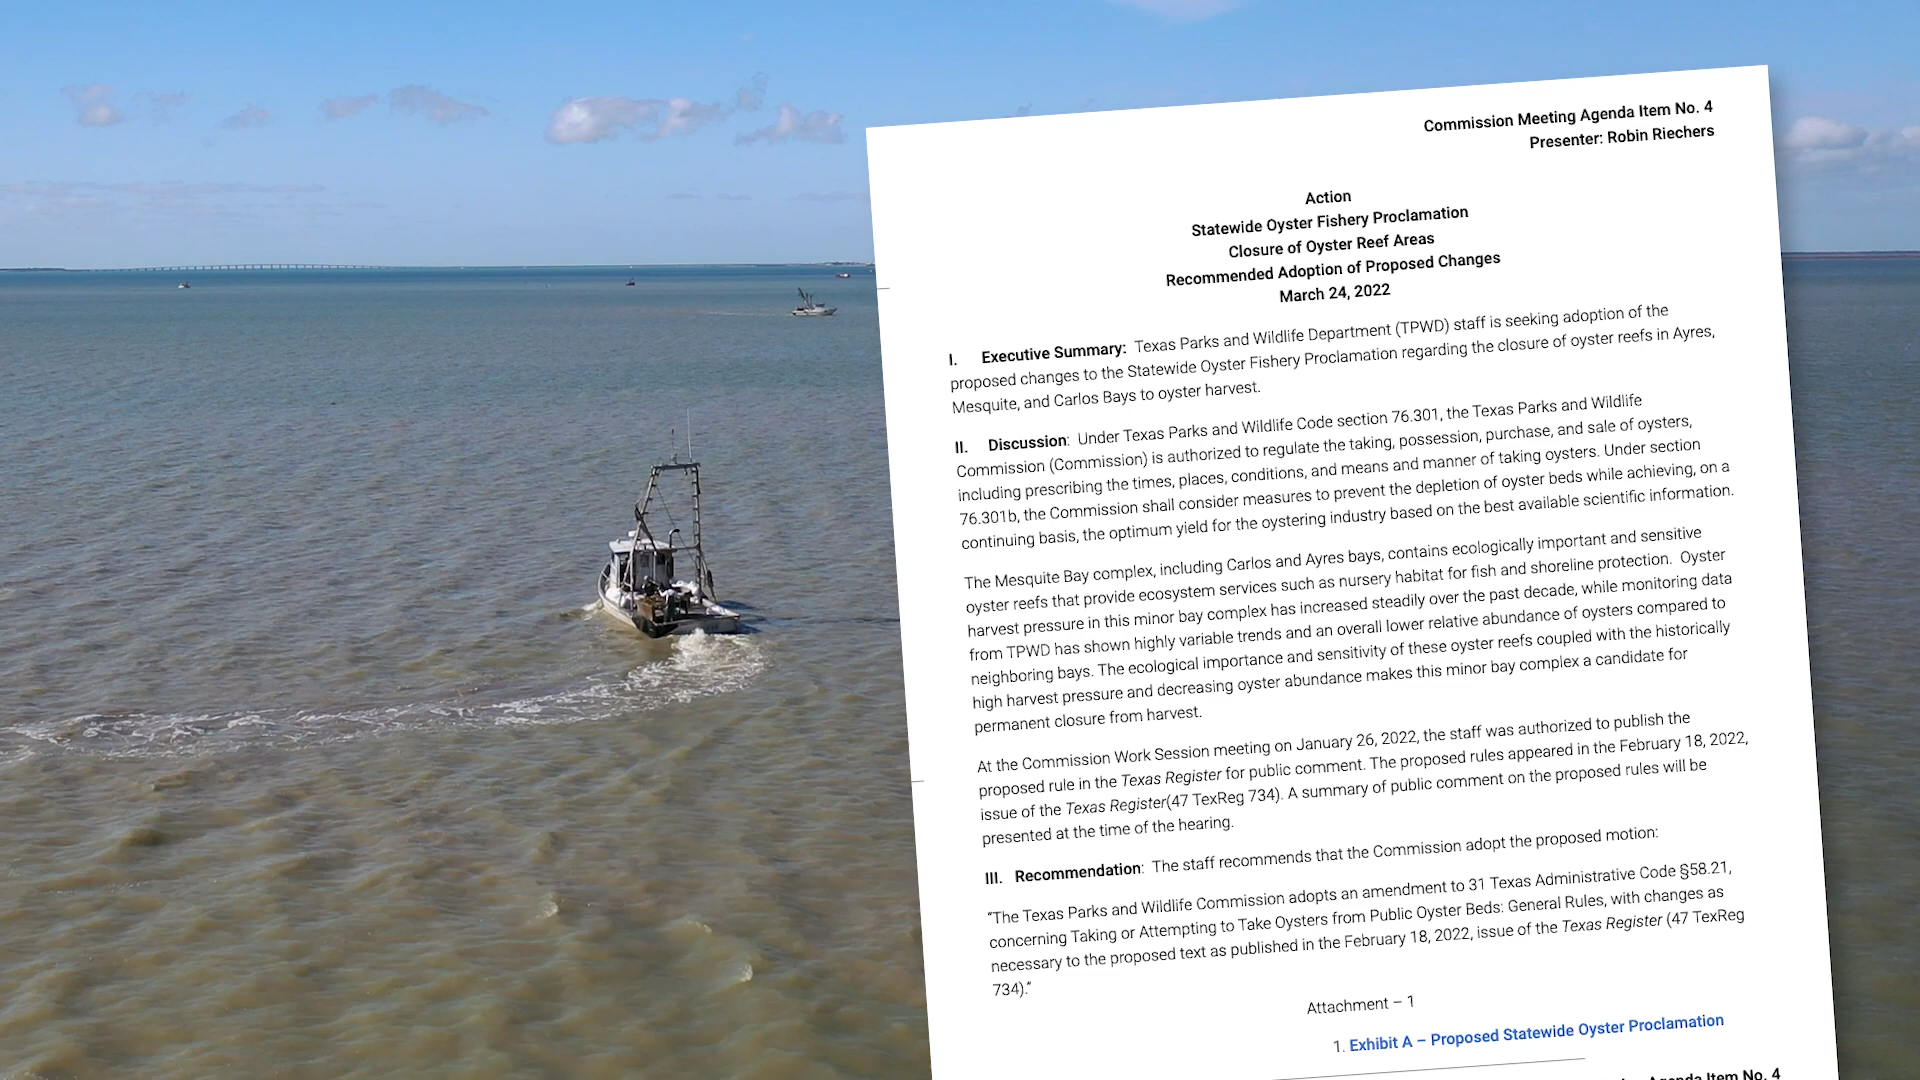 Commission Meeting Agenda Item No. 4
Presenter: Robin Riechers
Action
Statewide Oyster Fishery Proclamation
Closure of Oyster Reef Areas
Recommended Adoption of Proposed Changes
March 24, 2022
I. Executive Summary: Texas Parks and Wildlife Department (TPWD) staff is seeking adoption of the
proposed changes to the Statewide Oyster Fishery Proclamation regarding the closure of oyster reefs in Ayres,
Mesquite, and Carlos Bays to oyster harvest.
II. Discussion: Under Texas Parks and Wildlife Code section 76.301, the Texas Parks and Wildlife
Commission (Commission) is authorized to regulate the taking, possession, purchase, and sale of oysters,
including prescribing the times, places, conditions, and means and manner of taking oysters. Under section
76.301b, the Commission shall consider measures to prevent the depletion of oyster beds while achieving, on a
continuing basis, the optimum yield for the oystering industry based on the best available scientific information.
The Mesquite Bay complex, including Carlos and Ayres bays, contains ecologically important and sensitive
oyster reefs that provide ecosystem services such as nursery habitat for fish and shoreline protection. Oyster
harvest pressure in this minor bay complex has increased steadily over the past decade, while monitoring data
from TPWD has shown highly variable trends and an overall lower relative abundance of oysters compared to
neighboring bays. The ecological importance and sensitivity of these oyster reefs coupled with the historically
high harvest pressure and decreasing oyster abundance makes this minor bay complex a candidate for
permanent closure from harvest.
At the Commission Work Session meeting on January 26, 2022, the staff was authorized to publish the
proposed rule in the Texas Register for public comment. The proposed rules appeared in the February 18, 2022,
issue of the Texas Register(47 TexReg 734). A summary of public comment on the proposed rules will be
presented at the time of the hearing.
III. Recommendation: The staff recommends that the Commission adopt the proposed motion:
“The Texas Parks and Wildlife Commission adopts an amendment to 31 Texas Administrative Code §58.21,
concerning Taking or Attempting to Take Oysters from Public Oyster Beds: General Rules, with changes as
necessary to the proposed text as published in the February 18, 2022, issue of the Texas Register (47 TexReg
734).”
Attachment – 1
1. Exhibit A – Proposed Statewide Oyster Proclamation
Agenda Item No. 4